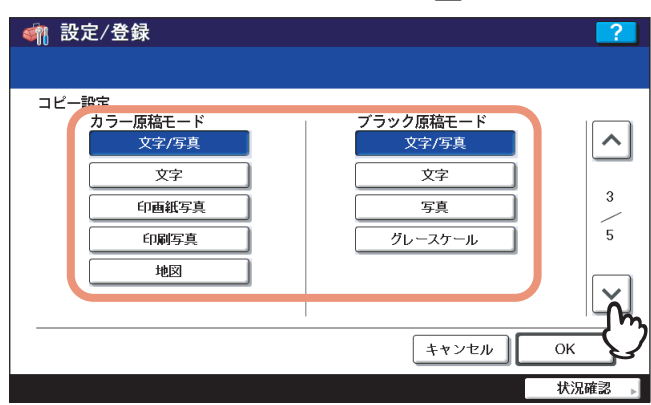 設定/登録
?
コピー設定
カラー原稿モード
文字/写真
文字
印画紙写真
印刷写真
地図
ブラック原稿モード
文字/写真
文字
写真
グレースケール
3
5
キャンセル
OK
状況確認